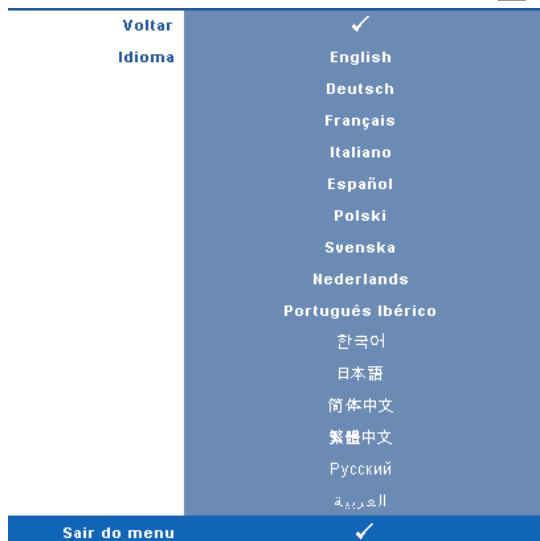 Voltar ✓
Idioma English
Deutsch
Français
Italiano
Español
Polski
Svenska
Nederlands
Português Ibérico
한국어
日本語
简体中文
繁體中文
Русский
العربية
Sair do menu ✓